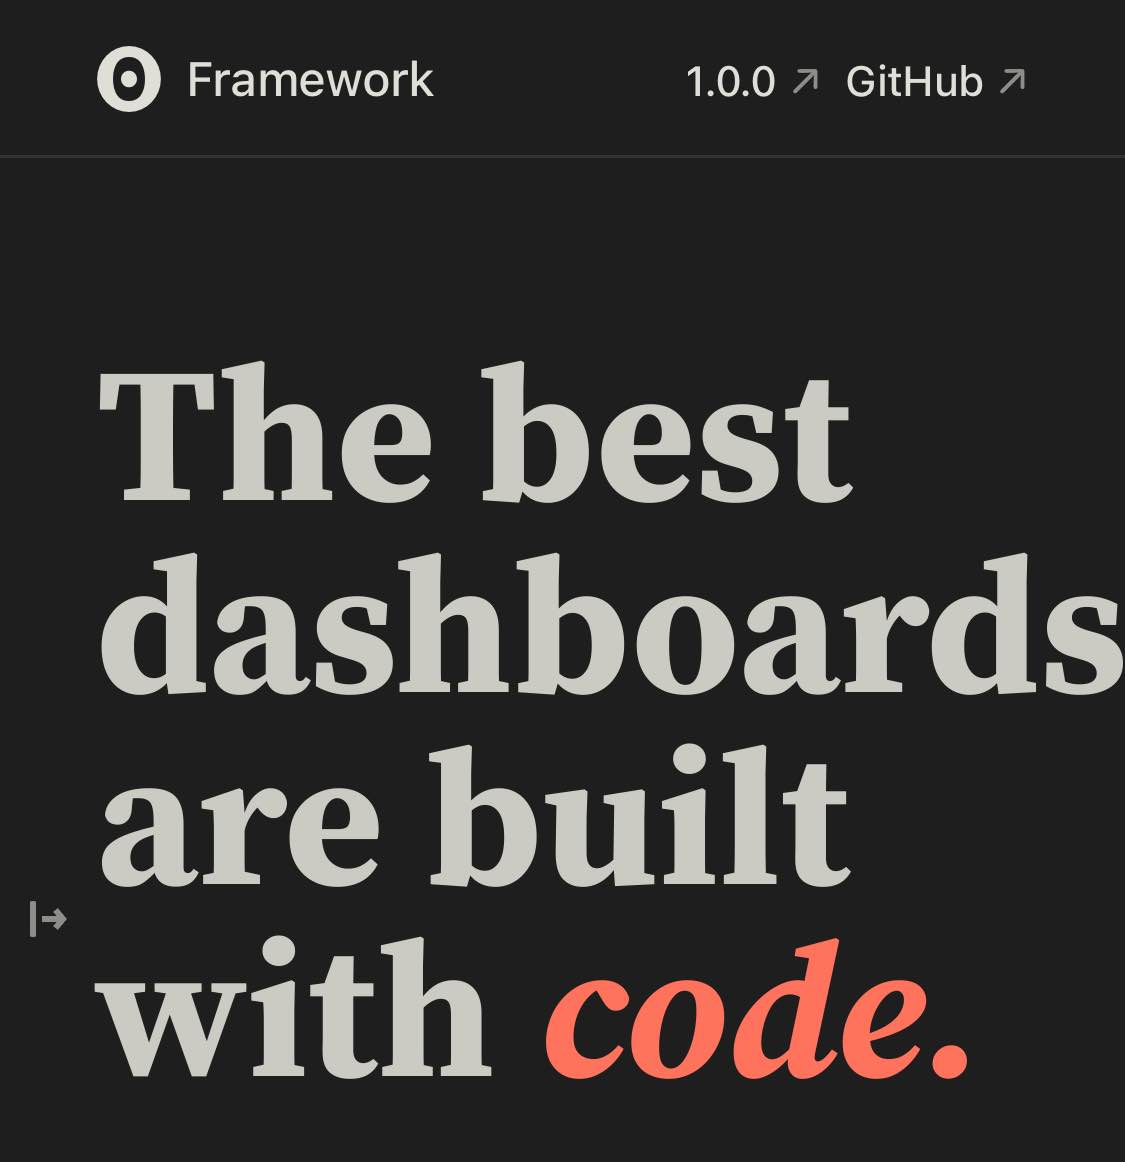 Framework 1.0.0 ↗ GitHub ↗
The best
dashboards
are built
with code.